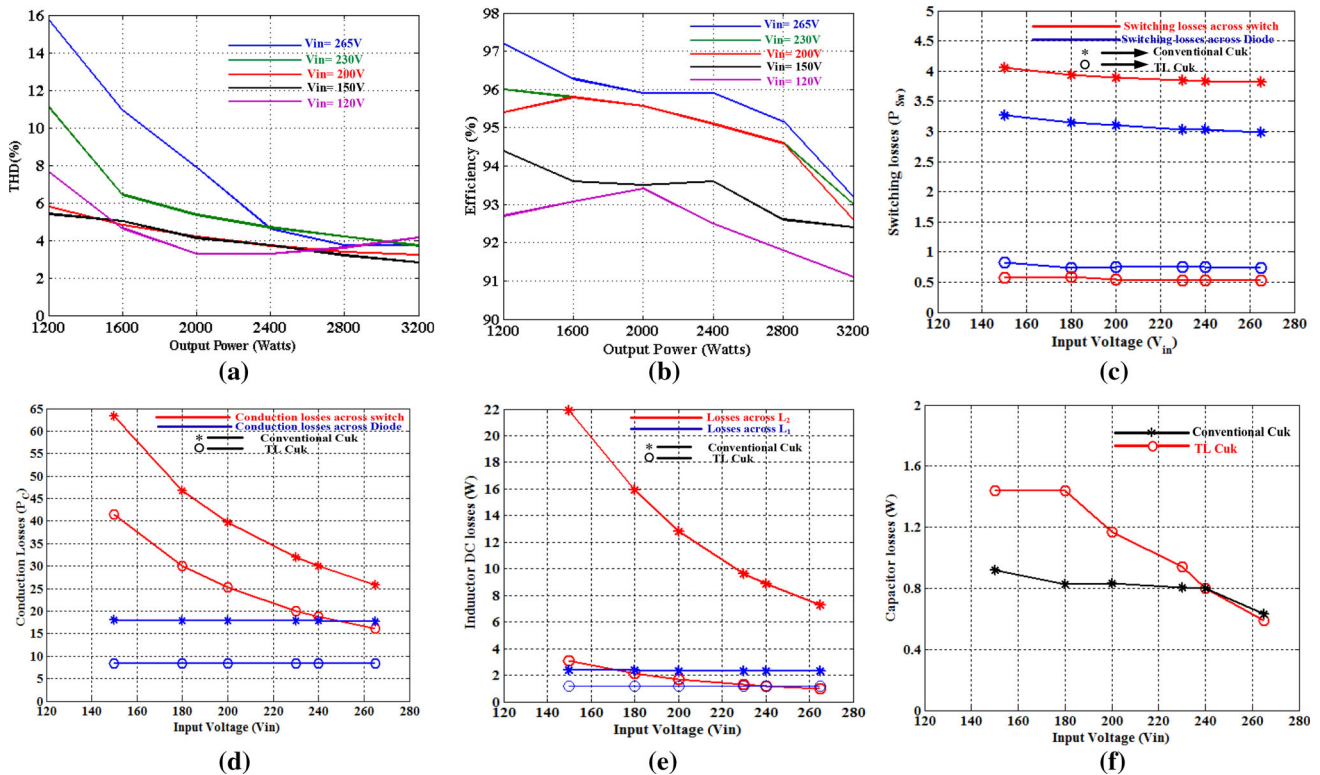 16
14
12
10
8
6
4
2
0
THD(%)
Vin= 265V
Vin= 230V
Vin= 200V
Vin= 150V
Vin= 120V
1200 1600 2000 2400 2800 3200
Output Power (Watts)
(a)
98
97
96
95
94
93
92
91
90
Efficiency (%)
Vin= 265V
Vin= 230V
Vin= 200V
Vin= 150V
Vin= 120V
1200 1600 2000 2400 2800 3200
Output Power (Watts)
(b)
5
4.5
4
3.5
3
2.5
2
1.5
1
0.5
0
Switching losses (P_Sw)
Switching losses across switch
Switching losses across Diode
* Conventional Cuk
O TL Cuk
120 140 160 180 200 220 240 260 280
Input Voltage (V_in)
(c)
65
60
55
50
45
40
35
30
25
20
15
10
5
0
Conduction Losses (P_C)
Conduction losses across switch
Conduction losses across Diode
* Conventional Cuk
O TL Cuk
120 140 160 180 200 220 240 260 280
Input Voltage (Vin)
(d)
22
20
18
16
14
12
10
8
6
4
2
0
Inductor DC losses (W)
Losses across L₂
Losses across L₁
* Conventional Cuk
O TL Cuk
120 140 160 180 200 220 240 260 280
Input Voltage (Vin)
(e)
2
1.6
1.2
0.8
0.4
0
Capacitor losses (W)
Conventional Cuk
TL Cuk
120 140 160 180 200 220 240 260 280
Input Voltage (Vin)
(f)